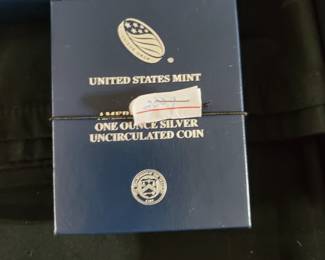 UNITED STATES MINT
ONE OUNCE SILVER
UNCIRCULATED COIN